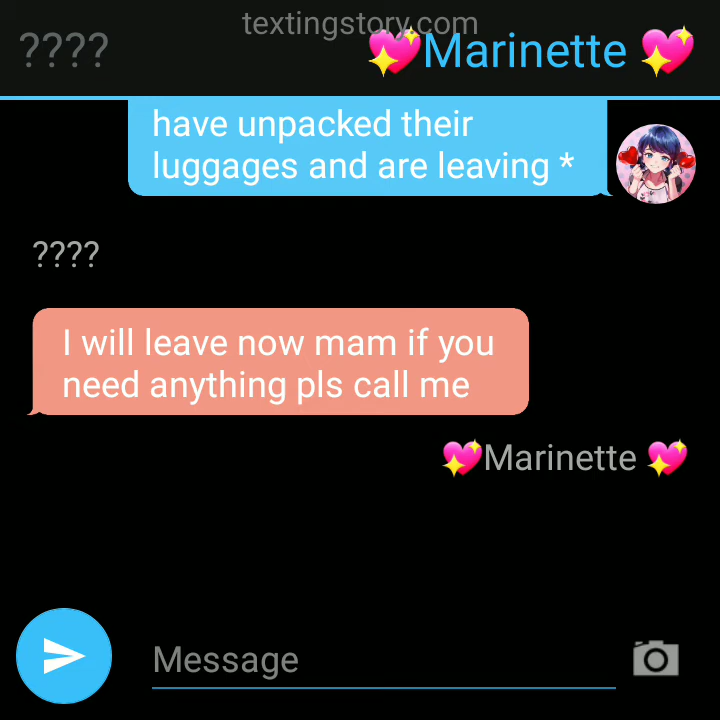 textingstory.com
????
💖Marinette 💖
have unpacked their
luggages and are leaving *
????
I will leave now mam if you
need anything pls call me
💖Marinette 💖
Message